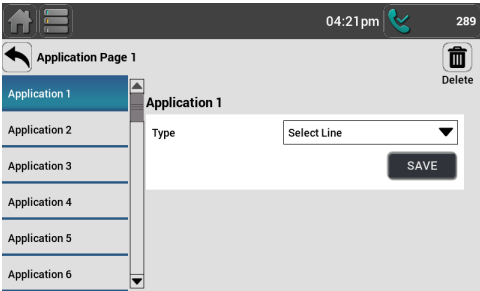 04:21pm
289
Application Page 1
Delete
Application 1
Application 2
Application 3
Application 4
Application 5
Application 6
Application 1
Type
Select Line
SAVE